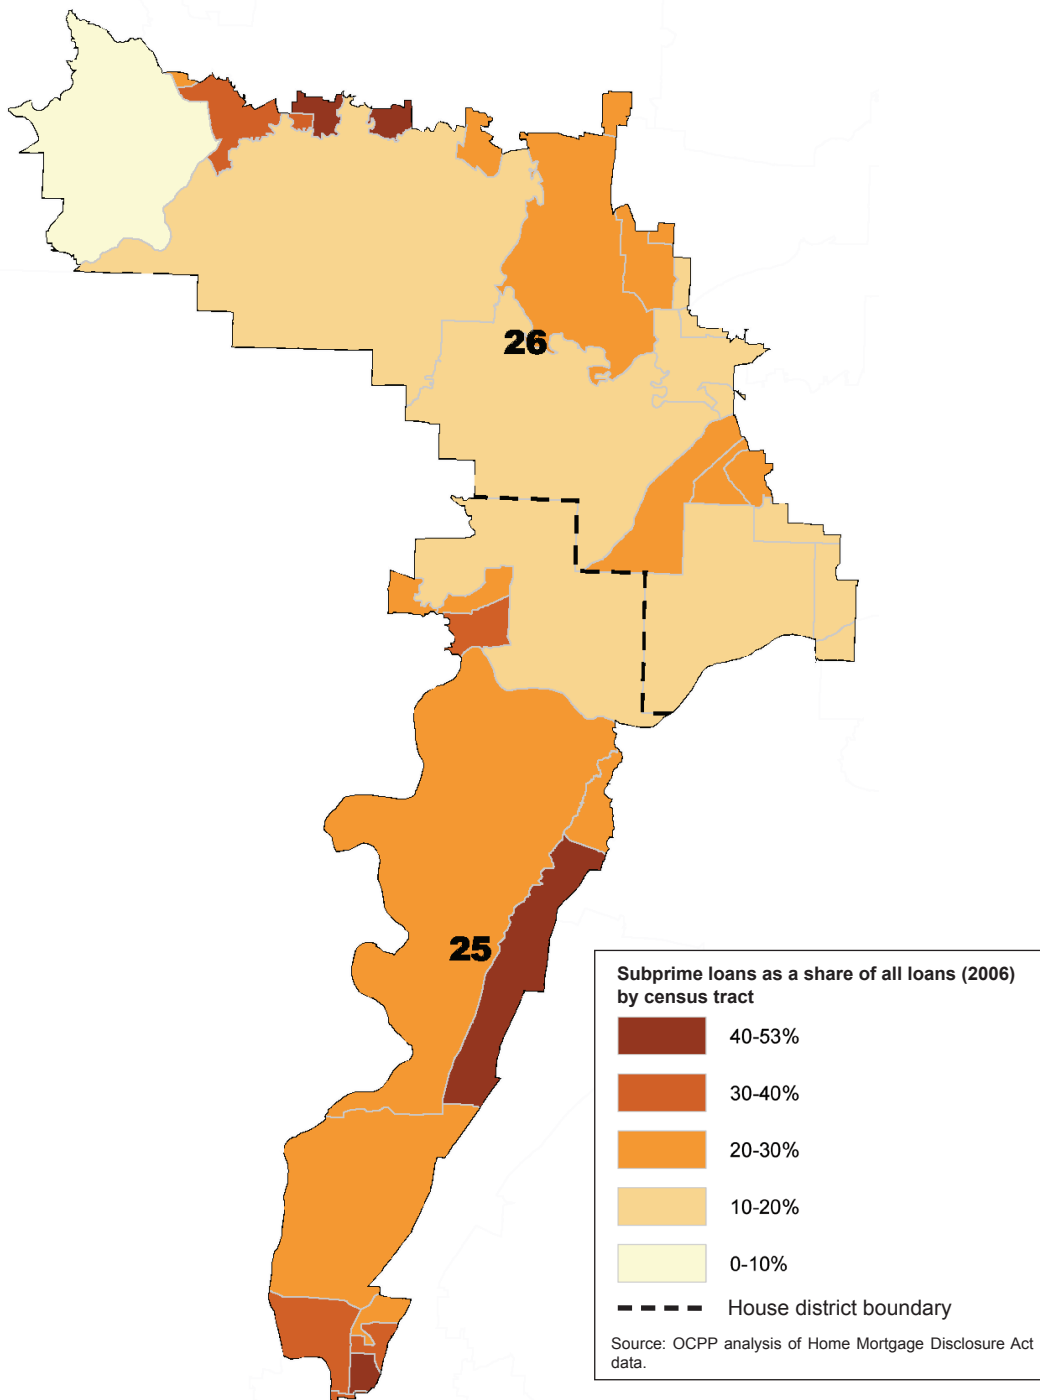 26
25
Subprime loans as a share of all loans (2006)
by census tract
40-53%
30-40%
20-30%
10-20%
0-10%
House district boundary
Source: OCPP analysis of Home Mortgage Disclosure Act
data.